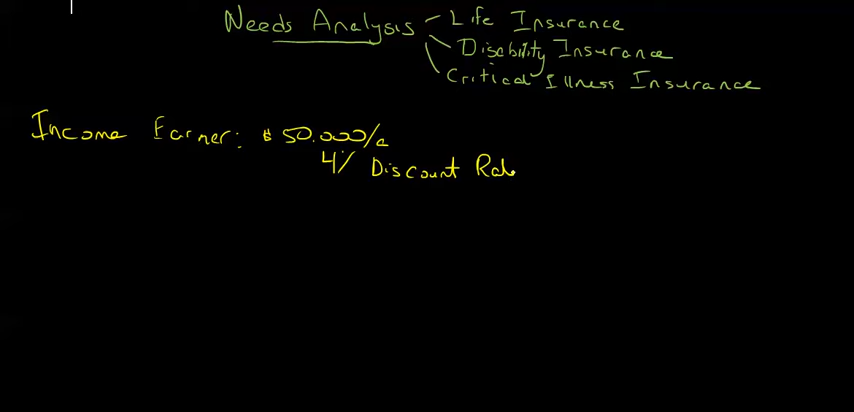 Needs Analysis
Life Insurance
Disability Insurance
Critical Illness Insurance
Income Earner: $50.000/a
4% Discount Rate